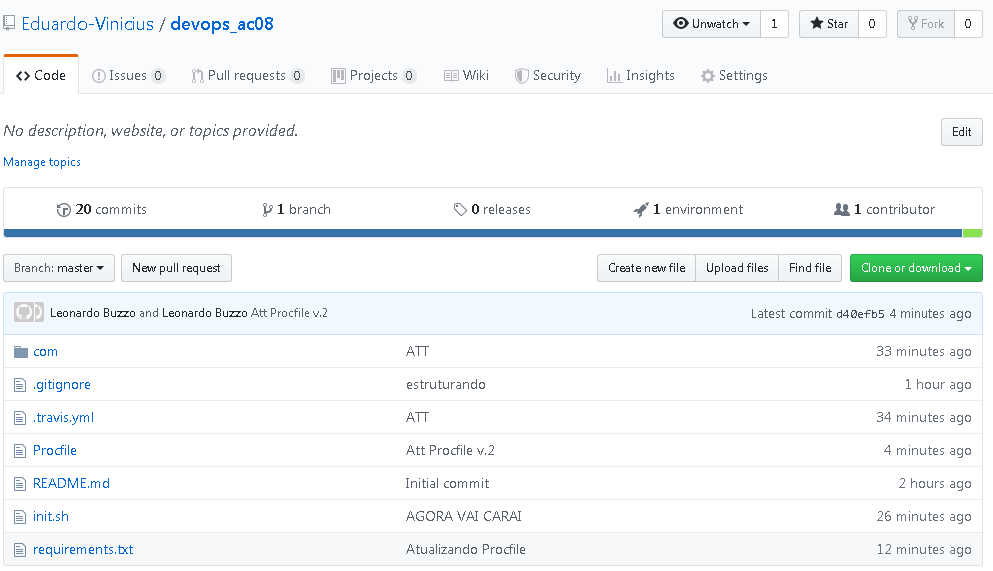 Eduardo-Vinicius / devops_ac08 Unwatch 1 Star 0 Fork 0
Code Issues 0 Pull requests 0 Projects 0 Wiki Security Insights Settings
No description, website, or topics provided. Edit
Manage topics
20 commits 1 branch 0 releases 1 environment 1 contributor
Branch: master New pull request Create new file Upload files Find file Clone or download
Leonardo Buzzo and Leonardo Buzzo Att Procfile v.2 Latest commit d40efb5 4 minutes ago
com ATT 33 minutes ago
.gitignore estruturando 1 hour ago
.travis.yml ATT 34 minutes ago
Procfile Att Procfile v.2 4 minutes ago
README.md Initial commit 2 hours ago
init.sh AGORA VAI CARAI 26 minutes ago
requirements.txt Atualizando Procfile 12 minutes ago